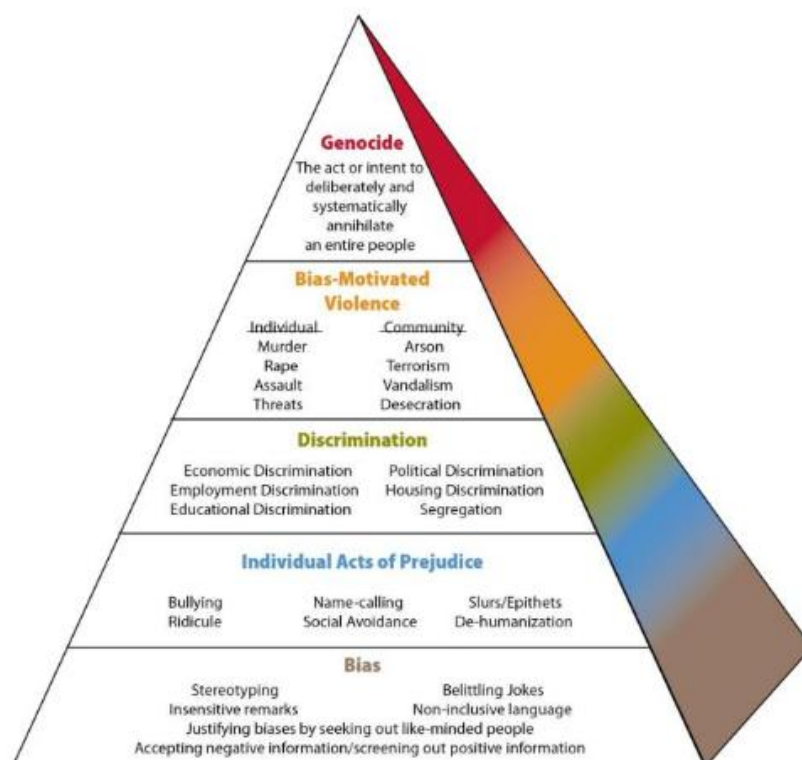 Genocide
The act or intent to
deliberately and
systematically
annihilate
an entire people
Bias-Motivated
Violence
Individual Community
Murder Arson
Rape Terrorism
Assault Vandalism
Threats Desecration
Discrimination
Economic Discrimination Political Discrimination
Employment Discrimination Housing Discrimination
Educational Discrimination Segregation
Individual Acts of Prejudice
Bullying Name-calling Slurs/Epithets
Ridicule Social Avoidance De-humanization
Bias
Stereotyping Belittling Jokes
Insensitive remarks Non-inclusive language
Justifying biases by seeking out like-minded people
Accepting negative information/screening out positive information